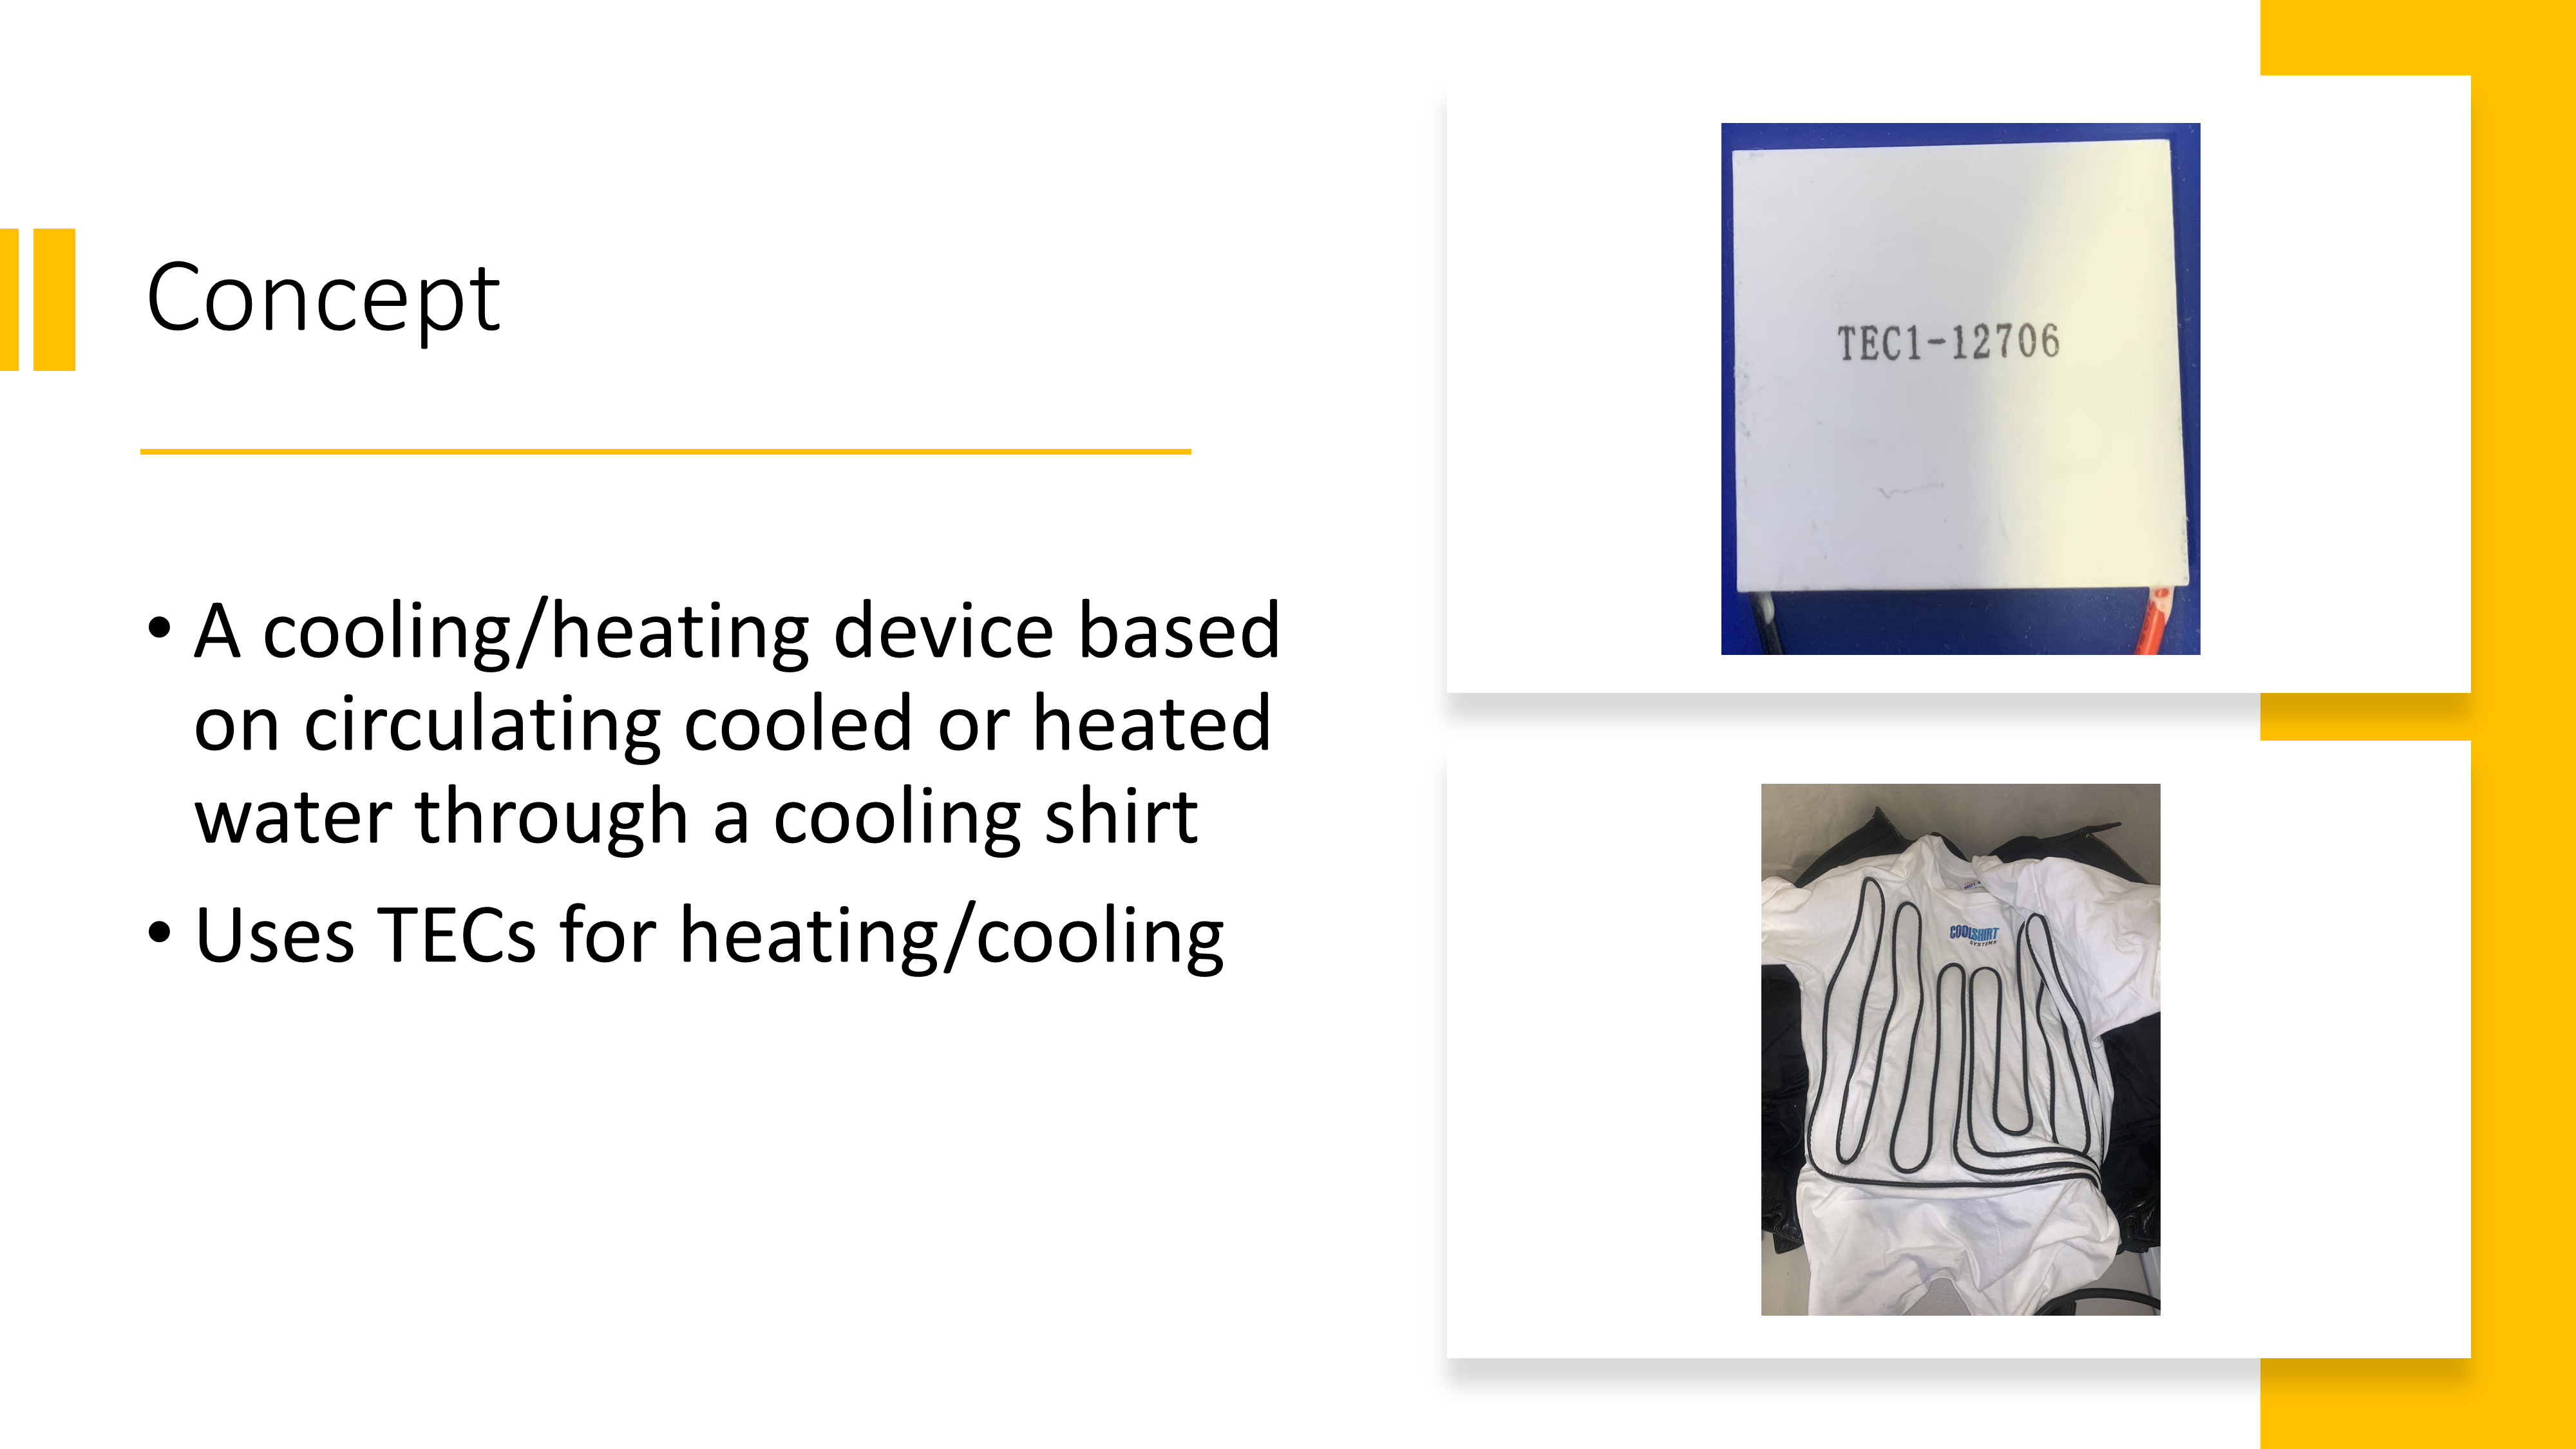 Concept
• A cooling/heating device based
on circulating cooled or heated
water through a cooling shirt
• Uses TECs for heating/cooling
TEC1-12706
COOLSHIRT
SYSTEMS